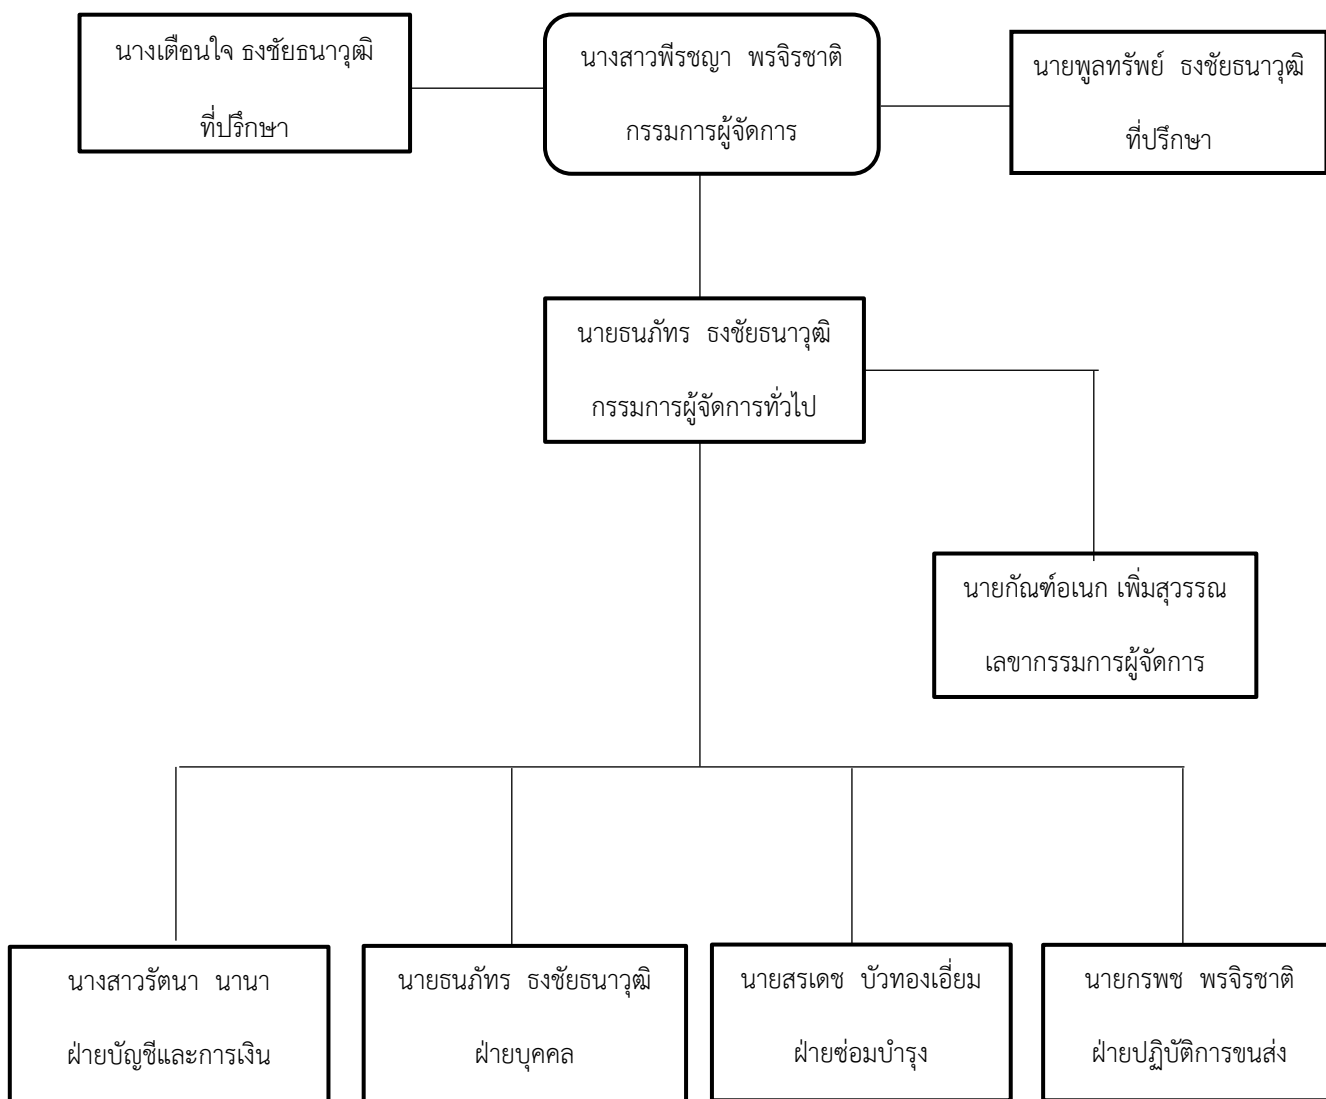 นางเตือนใจ ธงชัยธนาวุฒิ
ที่ปรึกษา
นางสาวพีรชญา พรจิรชาติ
กรรมการผู้จัดการ
นายพูลทรัพย์ ธงชัยธนาวุฒิ
ที่ปรึกษา
นายธนภัทร ธงชัยธนาวุฒิ
กรรมการผู้จัดการทั่วไป
นายกัณฑ์อเนก เพิ่มสุวรรณ
เลขากรรมการผู้จัดการ
นางสาวรัตนา นานา
ฝ่ายบัญชีและการเงิน
นายธนภัทร ธงชัยธนาวุฒิ
ฝ่ายบุคคล
นายสรเดช บัวทองเอี่ยม
ฝ่ายซ่อมบำรุง
นายกรพช พรจิรชาติ
ฝ่ายปฏิบัติการขนส่ง